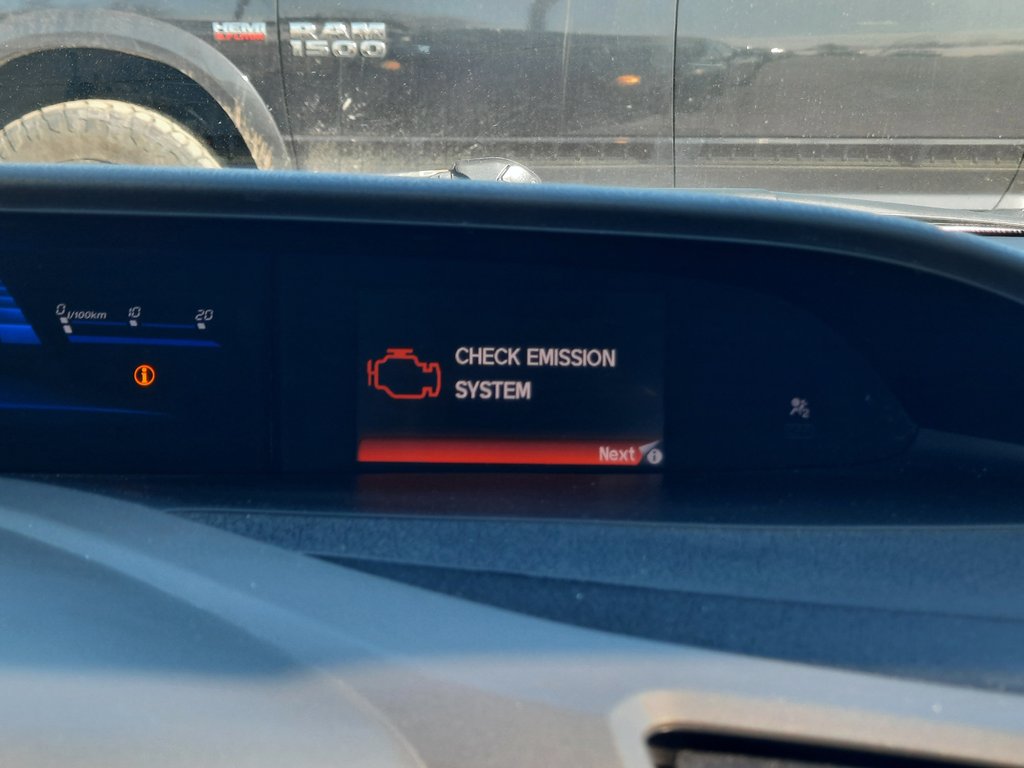 HEMI
RAM
1500
0 l/100km 10 20
CHECK EMISSION
SYSTEM
Next